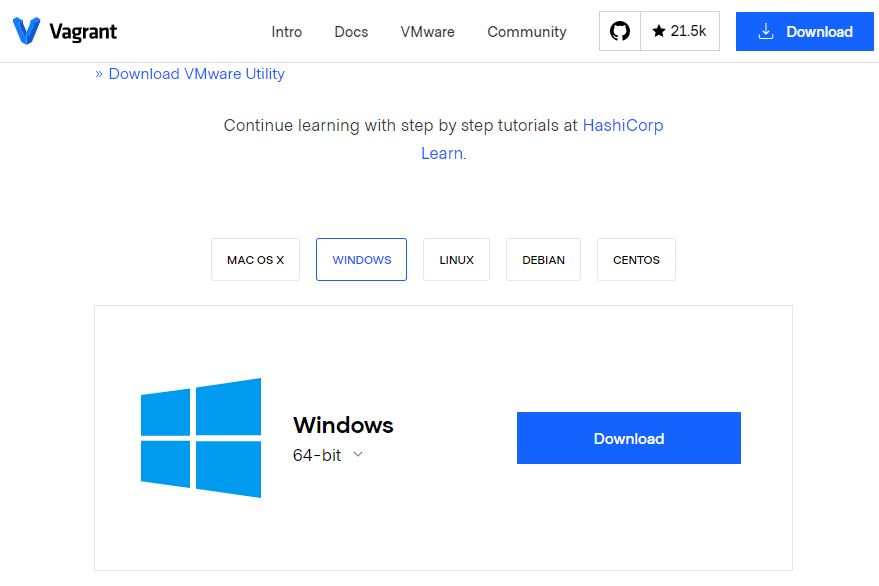 Vagrant Intro Docs VMware Community 21.5k Download
» Download VMware Utility
Continue learning with step by step tutorials at HashiCorp
Learn.
MAC OS X WINDOWS LINUX DEBIAN CENTOS
Windows
64-bit
Download